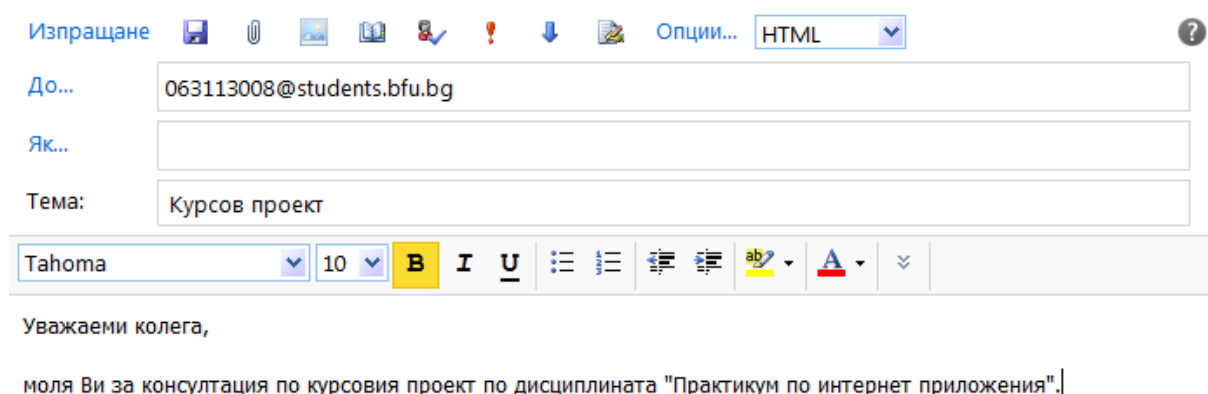 Изпращане Опции... HTML
До... 063113008@students.bfu.bg
Як...
Тема: Курсов проект
Tahoma 10 B I U ab A
Уважаеми колега,
моля Ви за консултация по курсовия проект по дисциплината "Практикум по интернет приложения".